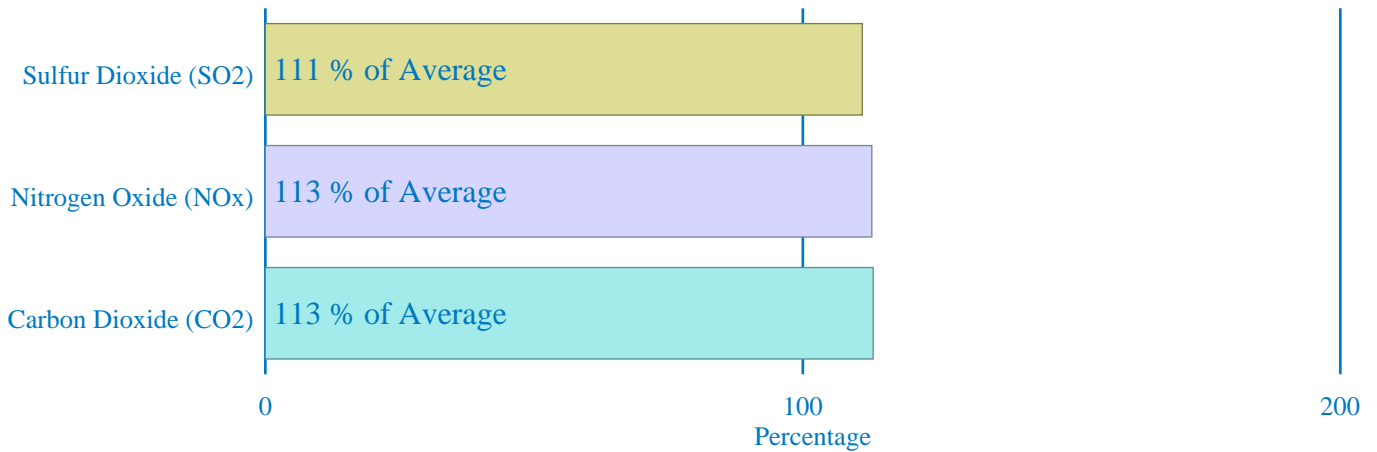 Sulfur Dioxide (SO2)
111 % of Average
Nitrogen Oxide (NOx)
113 % of Average
Carbon Dioxide (CO2)
113 % of Average
0
100
200
Percentage